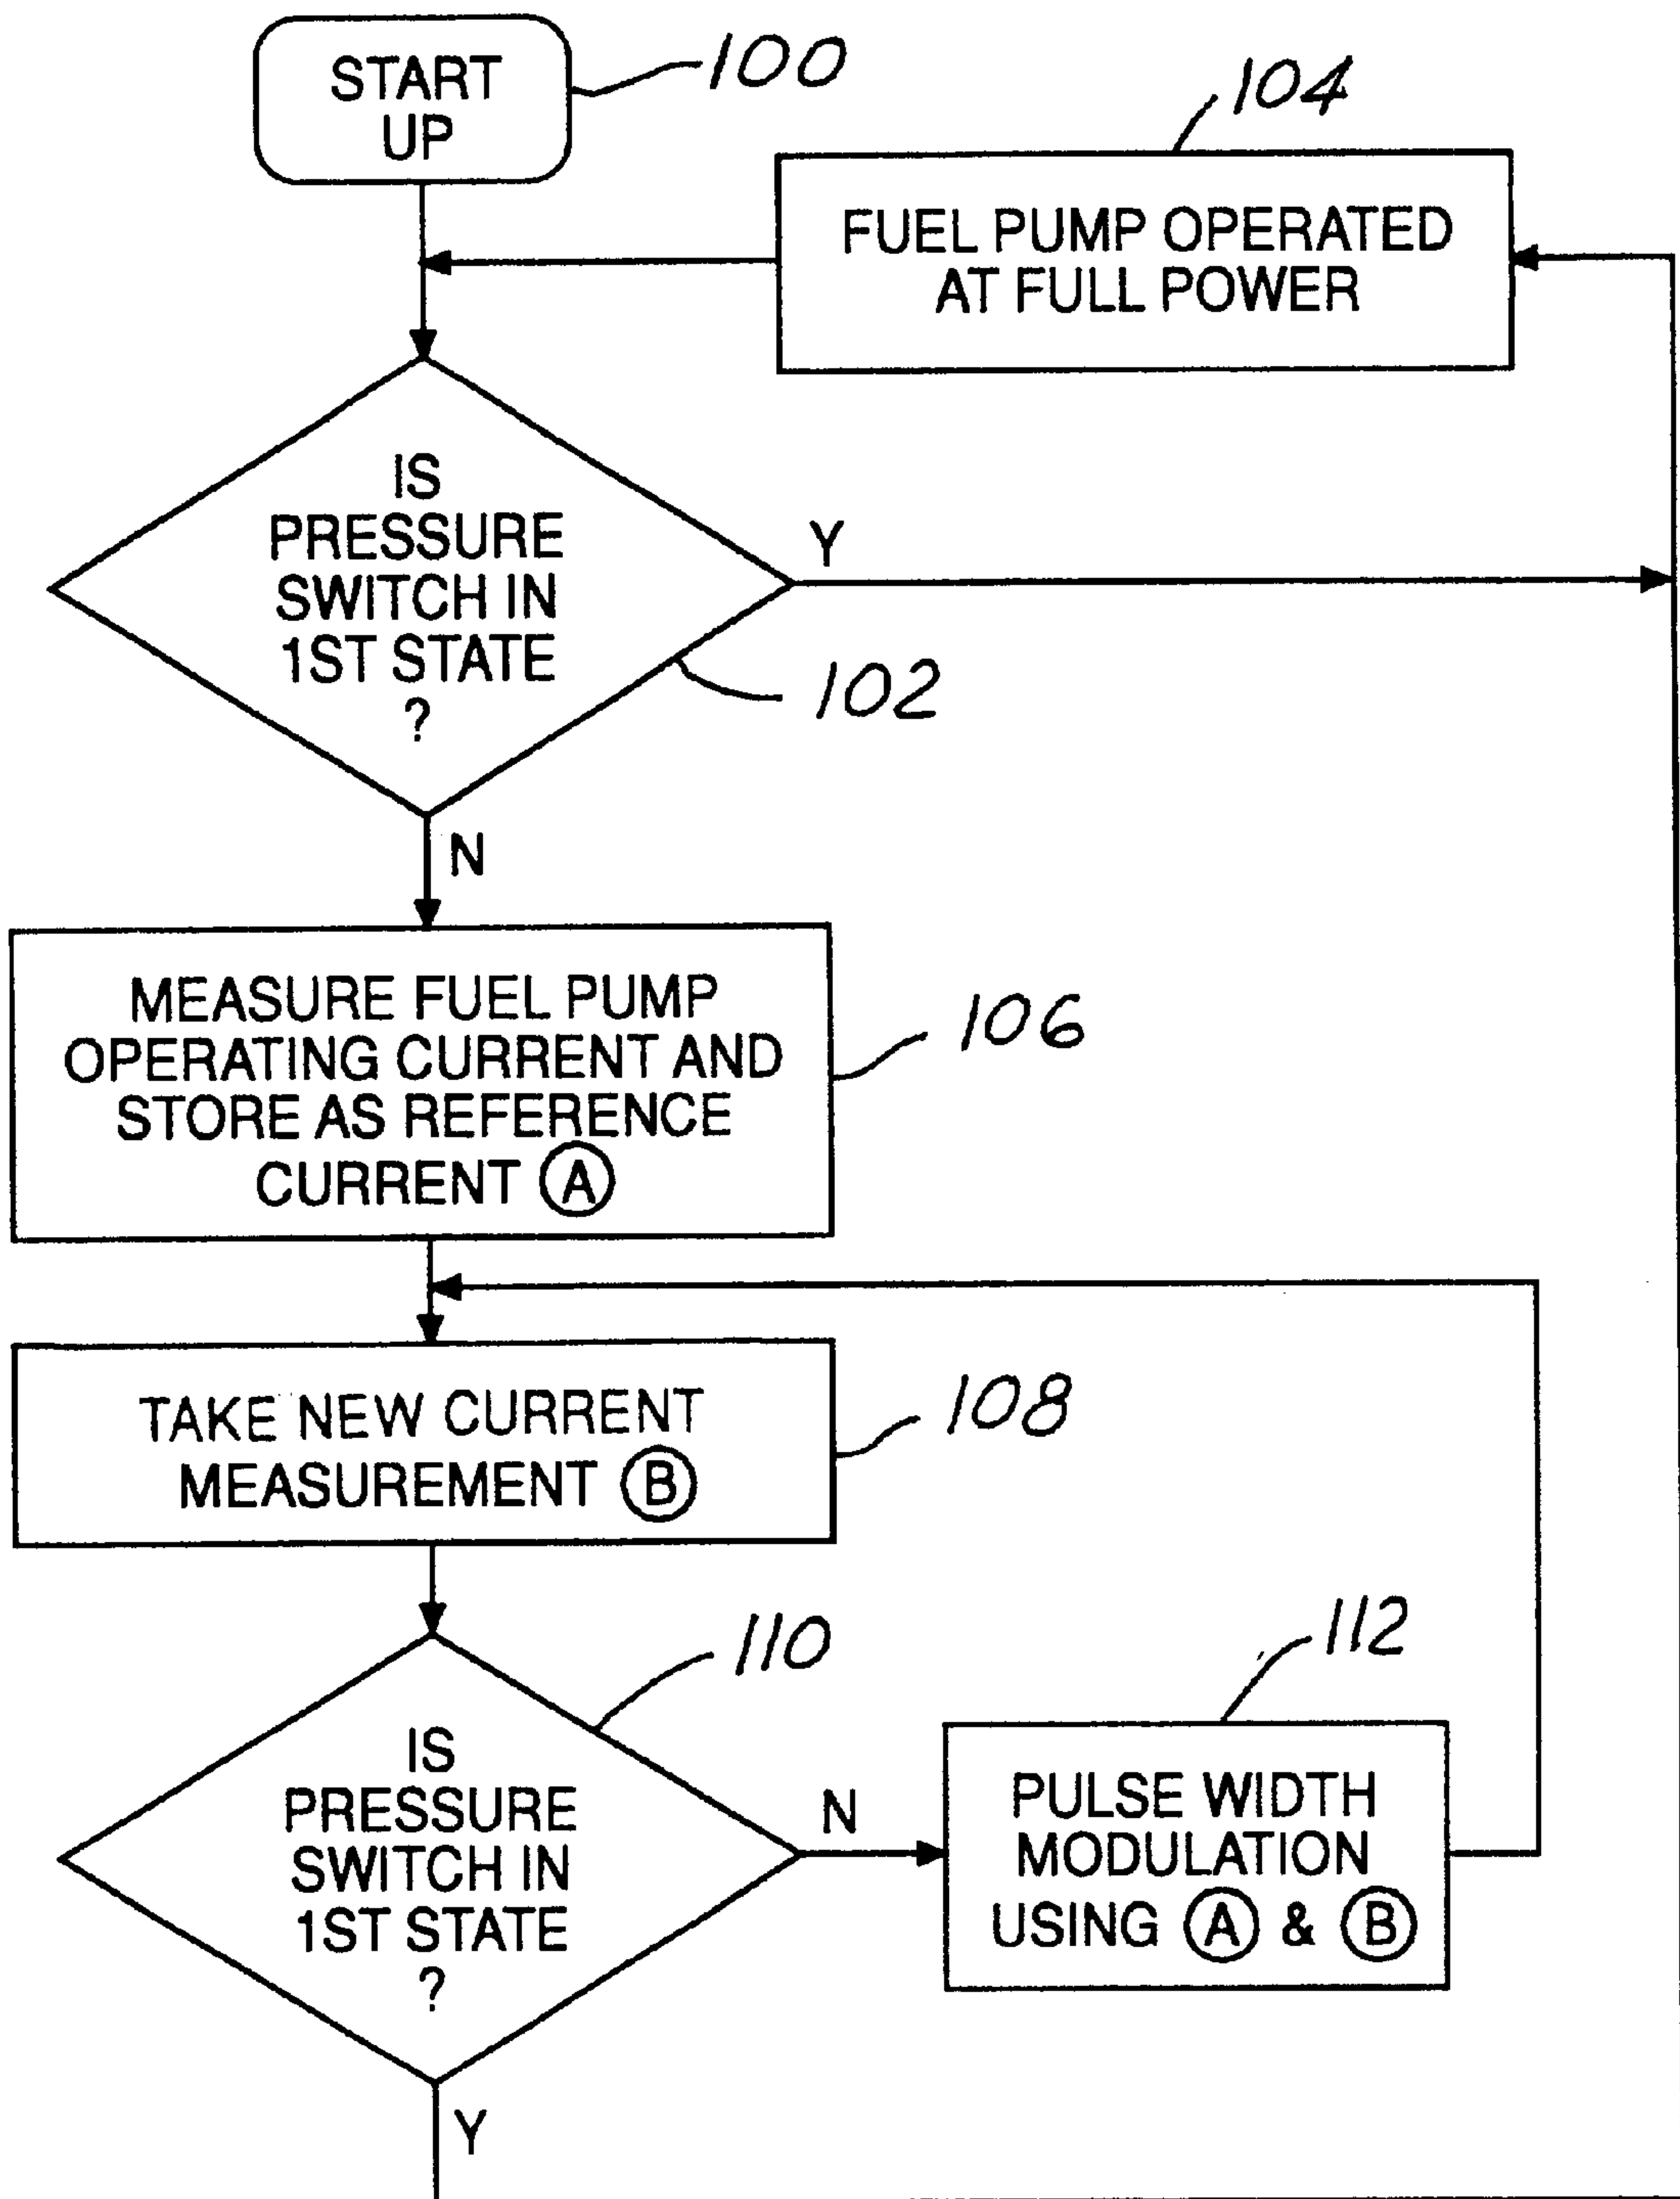 START
UP
100
104
FUEL PUMP OPERATED
AT FULL POWER
IS
PRESSURE
SWITCH IN
1ST STATE
?
Y
102
N
MEASURE FUEL PUMP
OPERATING CURRENT AND
STORE AS REFERENCE
CURRENT Ⓐ
106
TAKE NEW CURRENT
MEASUREMENT Ⓑ
108
110
IS
PRESSURE
SWITCH IN
1ST STATE
?
N
112
PULSE WIDTH
MODULATION
USING Ⓐ & Ⓑ
Y